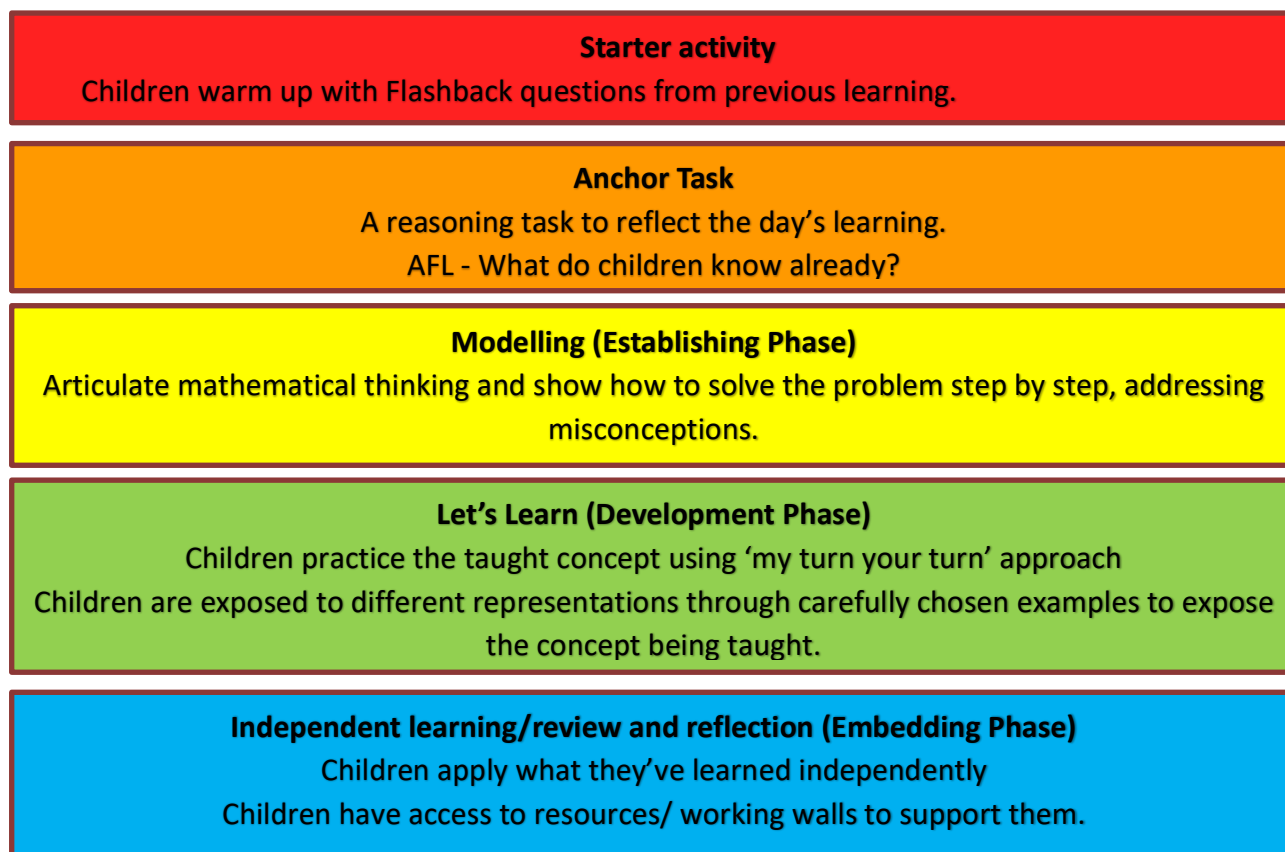 Starter activity
Children warm up with Flashback questions from previous learning.
Anchor Task
A reasoning task to reflect the day’s learning.
AFL - What do children know already?
Modelling (Establishing Phase)
Articulate mathematical thinking and show how to solve the problem step by step, addressing
misconceptions.
Let’s Learn (Development Phase)
Children practice the taught concept using ‘my turn your turn’ approach
Children are exposed to different representations through carefully chosen examples to expose
the concept being taught.
Independent learning/review and reflection (Embedding Phase)
Children apply what they’ve learned independently
Children have access to resources/ working walls to support them.